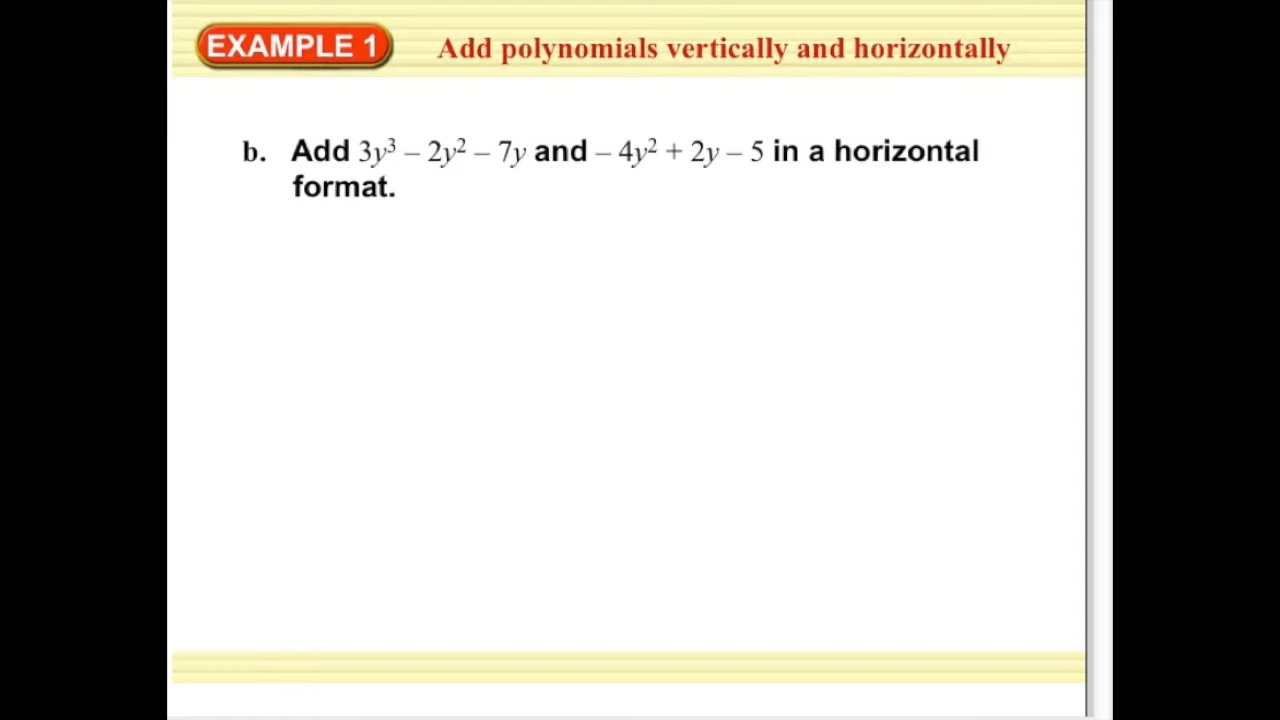 EXAMPLE 1 Add polynomials vertically and horizontally
b. Add 3y³ – 2y² – 7y and – 4y² + 2y – 5 in a horizontal
format.